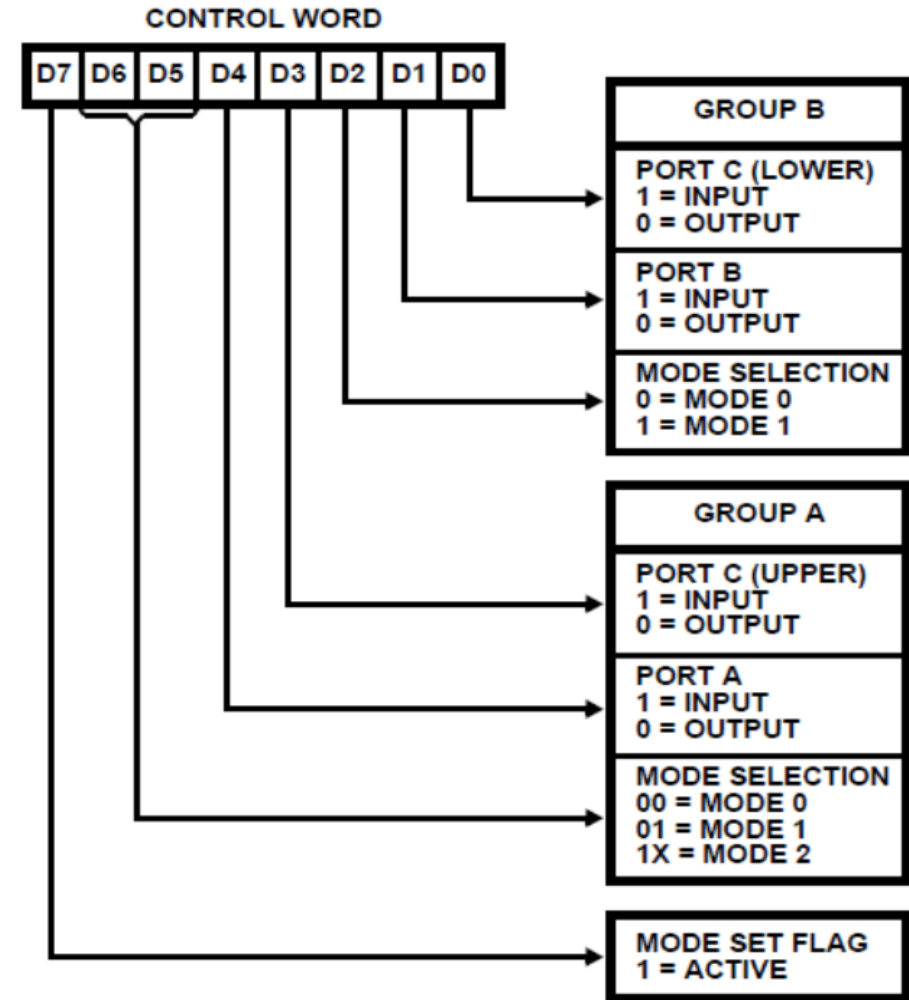 CONTROL WORD
D7 D6 D5 D4 D3 D2 D1 D0
GROUP B
PORT C (LOWER)
1 = INPUT
0 = OUTPUT
PORT B
1 = INPUT
0 = OUTPUT
MODE SELECTION
0 = MODE 0
1 = MODE 1
GROUP A
PORT C (UPPER)
1 = INPUT
0 = OUTPUT
PORT A
1 = INPUT
0 = OUTPUT
MODE SELECTION
00 = MODE 0
01 = MODE 1
1X = MODE 2
MODE SET FLAG
1 = ACTIVE